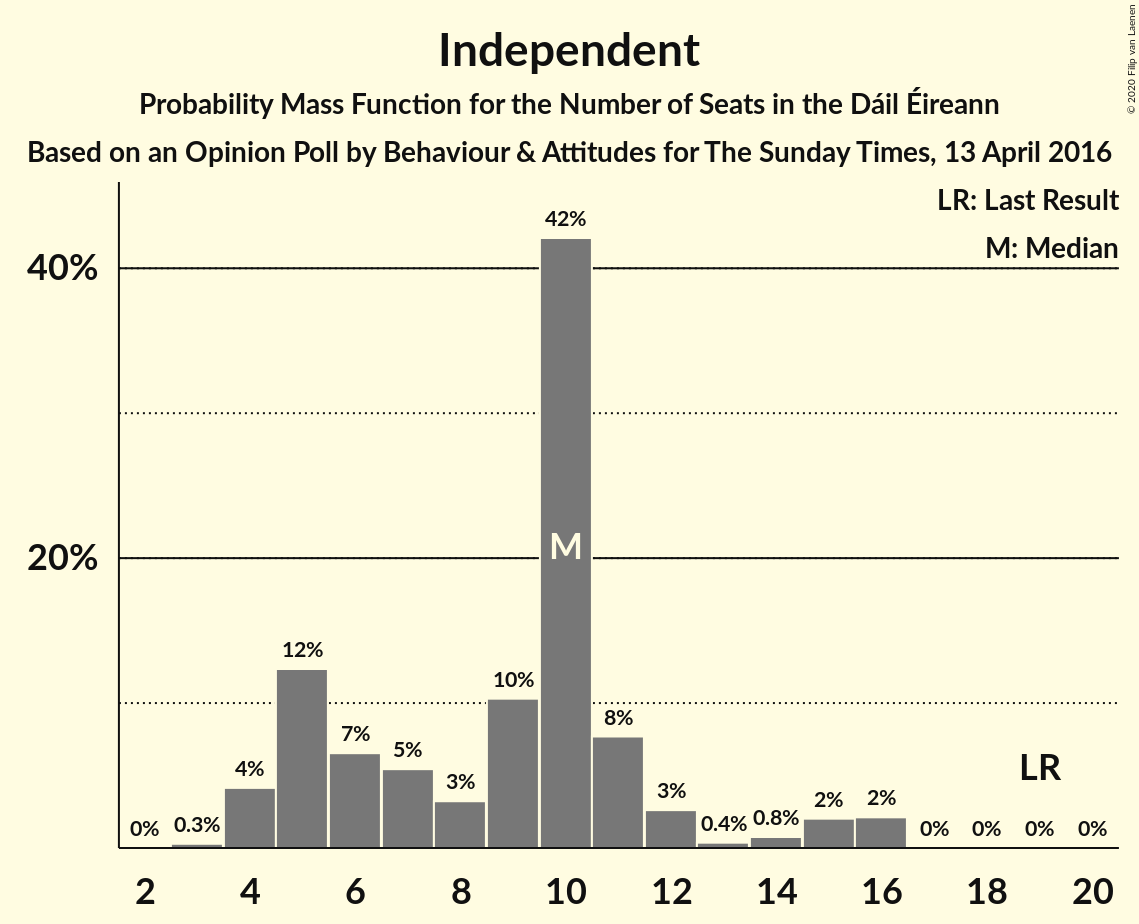 Independent
Probability Mass Function for the Number of Seats in the Dáil Éireann
Based on an Opinion Poll by Behaviour & Attitudes for The Sunday Times, 13 April 2016
© 2020 Filip van Laenen
LR: Last Result
M: Median
40%
20%
0%
0.3%
4%
12%
7%
5%
3%
10%
42%
M
8%
3%
0.4%
0.8%
2%
2%
0%
0%
LR
0%
0%
2 4 6 8 10 12 14 16 18 20